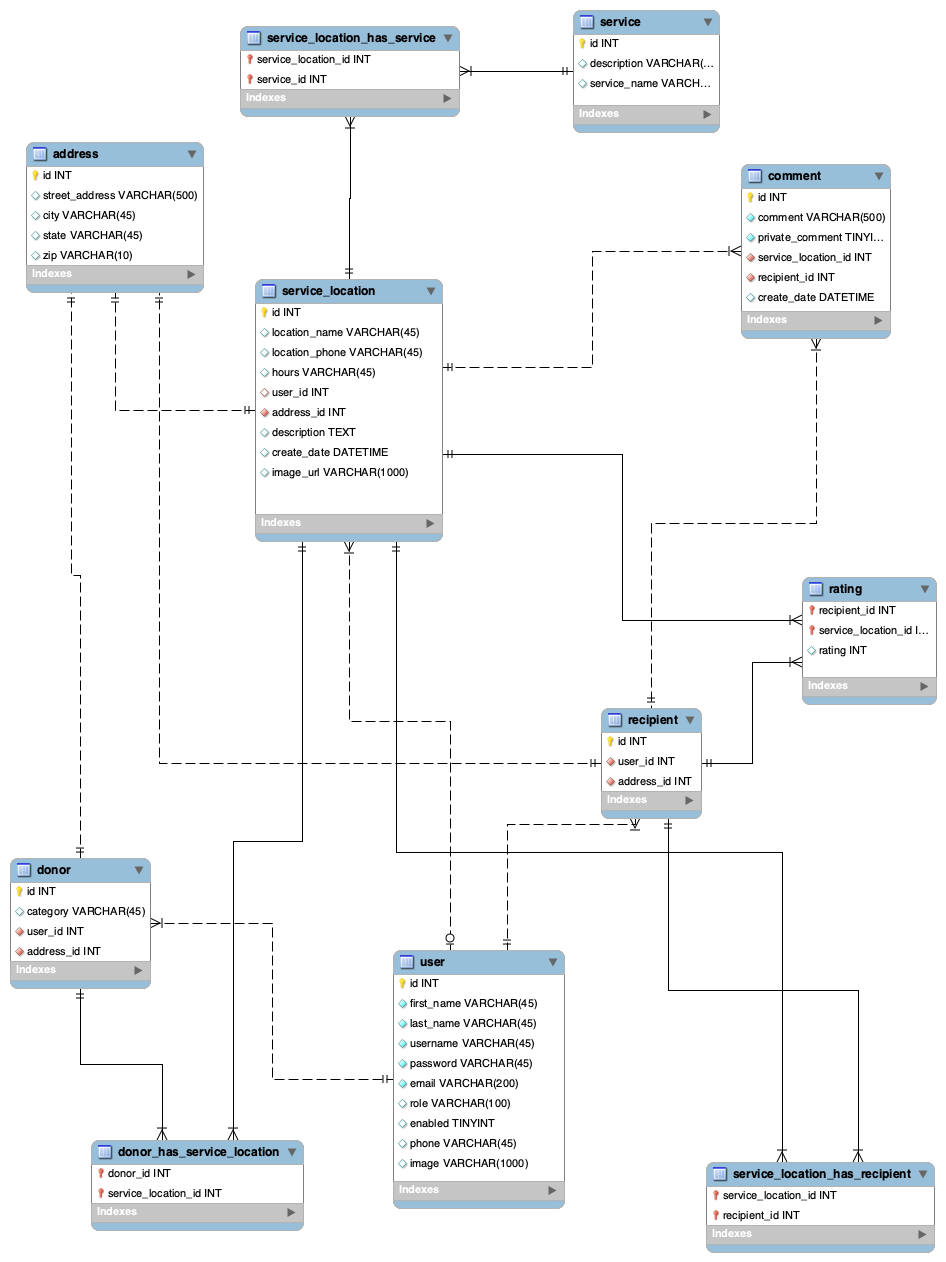 service_location_has_service
service_location_id INT
service_id INT
Indexes
service
id INT
description VARCHAR(...
service_name VARCH...
Indexes
address
id INT
street_address VARCHAR(500)
city VARCHAR(45)
state VARCHAR(45)
zip VARCHAR(10)
Indexes
comment
id INT
comment VARCHAR(500)
private_comment TINYI...
service_location_id INT
recipient_id INT
create_date DATETIME
Indexes
service_location
id INT
location_name VARCHAR(45)
location_phone VARCHAR(45)
hours VARCHAR(45)
user_id INT
address_id INT
description TEXT
create_date DATETIME
image_url VARCHAR(1000)
Indexes
rating
recipient_id INT
service_location_id I...
rating INT
Indexes
recipient
id INT
user_id INT
address_id INT
Indexes
donor
id INT
category VARCHAR(45)
user_id INT
address_id INT
Indexes
user
id INT
first_name VARCHAR(45)
last_name VARCHAR(45)
username VARCHAR(45)
password VARCHAR(45)
email VARCHAR(200)
role VARCHAR(100)
enabled TINYINT
phone VARCHAR(45)
image VARCHAR(1000)
Indexes
donor_has_service_location
donor_id INT
service_location_id INT
Indexes
service_location_has_recipient
service_location_id INT
recipient_id INT
Indexes